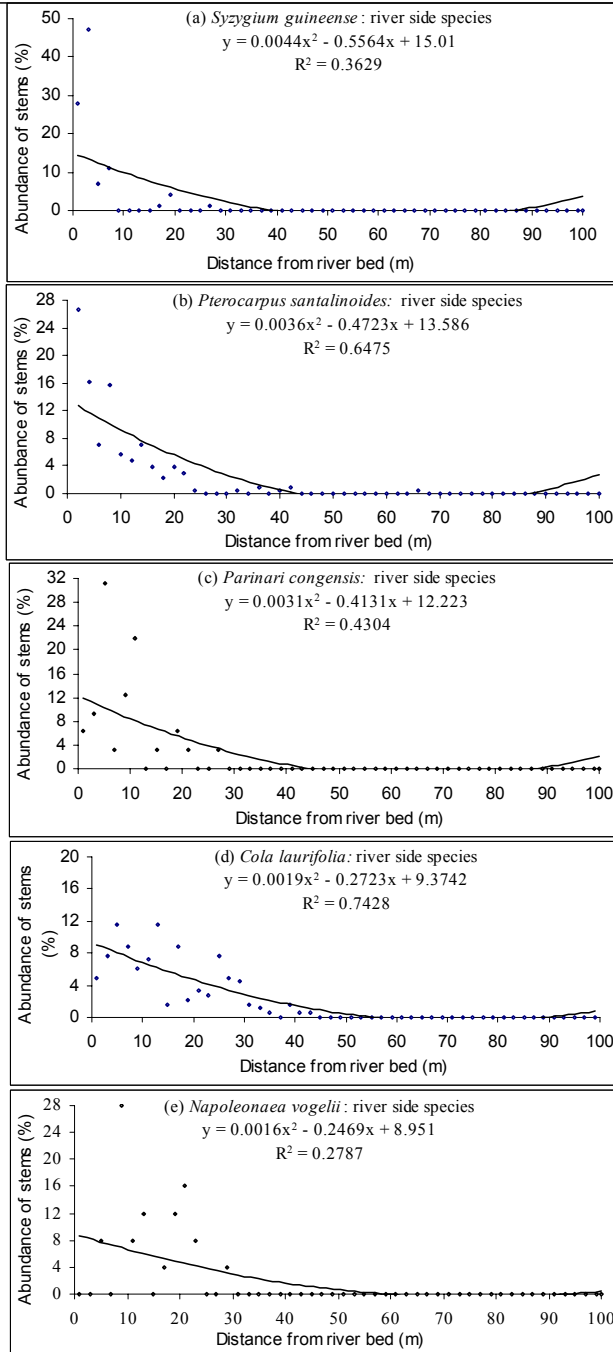 (a) Syzygium guineense : river side species
y = 0.0044x² - 0.5564x + 15.01
R² = 0.3629
Abundance of stems (%)
50
40
30
20
10
0
0 10 20 30 40 50 60 70 80 90 100
Distance from river bed (m)
(b) Pterocarpus santalinoides: river side species
y = 0.0036x² - 0.4723x + 13.586
R² = 0.6475
Abunbance of stems (%)
28
24
20
16
12
8
4
0
0 10 20 30 40 50 60 70 80 90 100
Distance from river bed (m)
(c) Parinari congensis: river side species
y = 0.0031x² - 0.4131x + 12.223
R² = 0.4304
Abundance of stems (%)
32
28
24
20
16
12
8
4
0
0 10 20 30 40 50 60 70 80 90 100
Distance from river bed (m)
(d) Cola laurifolia: river side species
y = 0.0019x² - 0.2723x + 9.3742
R² = 0.7428
Abundance of stems
(%)
20
16
12
8
4
0
0 10 20 30 40 50 60 70 80 90 100
Distance from river bed (m)
(e) Napoleonaea vogelii : river side species
y = 0.0016x² - 0.2469x + 8.951
R² = 0.2787
Abundance of stems (%)
28
24
20
16
12
8
4
0
0 10 20 30 40 50 60 70 80 90 100
Distance from river bed (m)